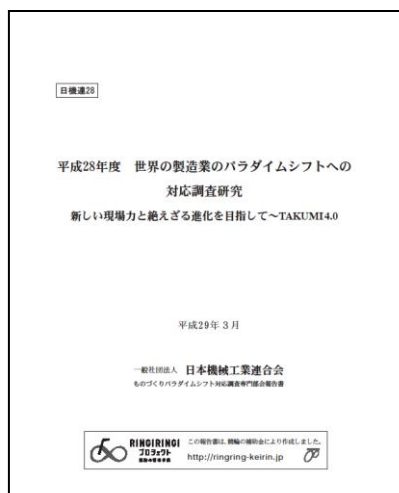 日機連28
平成28年度 世界の製造業のパラダイムシフトへの
対応調査研究
新しい現場力と絶えざる進化を目指して~TAKUMI4.0
平成29年3月
一般社団法人 日本機械工業連合会
ものづくりパラダイムシフト対応調査専門部会報告書
RINGIRINGI
プロジェクト
この報告書は、競輪の補助金により作成しました。
http://ringring-keirin.jp